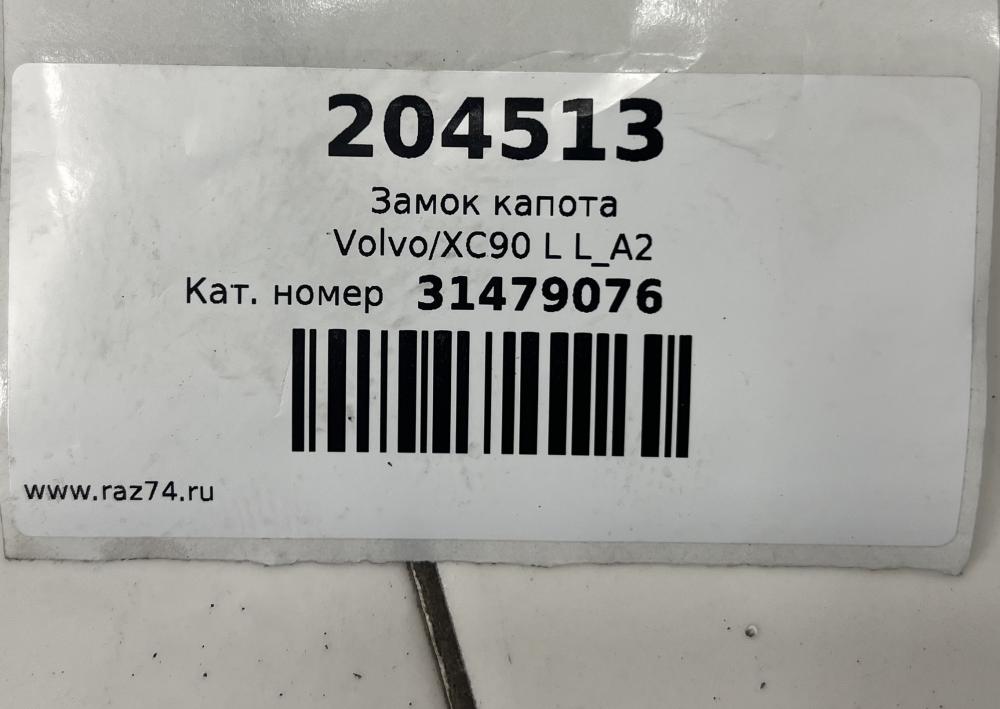 204513
Замок капота
Volvo/XC90 L L_A2
Кат. номер 31479076
www.raz74.ru